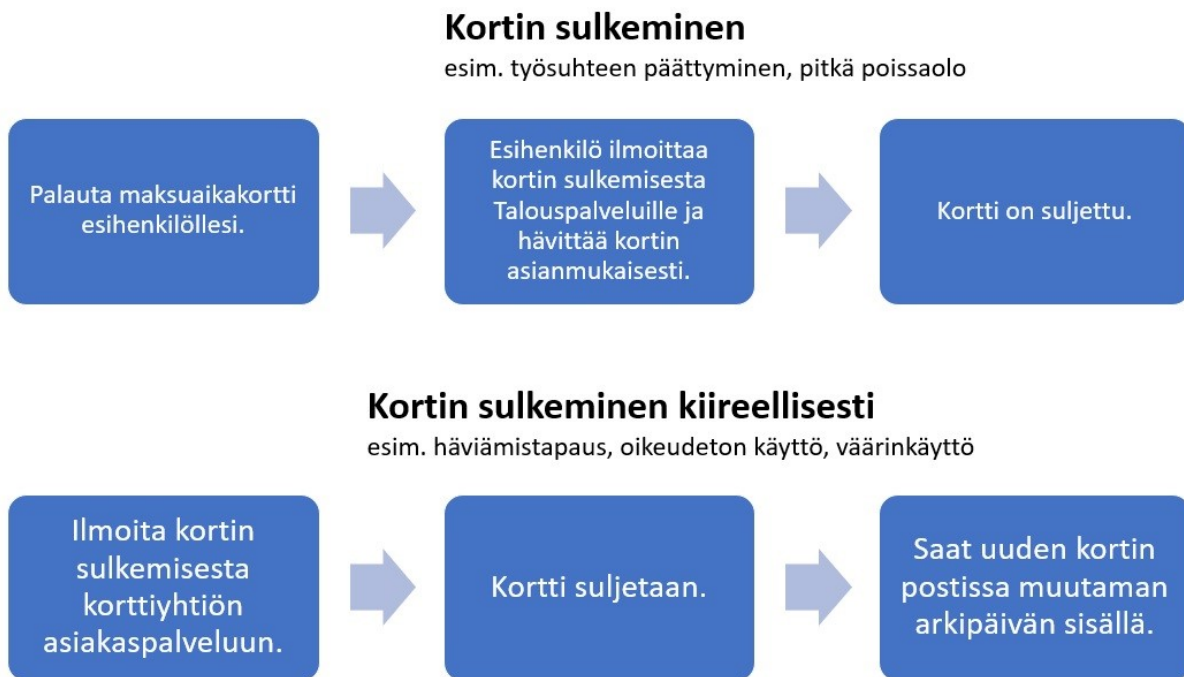 Kortin sulkeminen
esim. työsuhteen päättyminen, pitkä poissaolo
Palauta maksuaikakortti
esihenkilöllesi.
Esihenkilö ilmoittaa
kortin sulkemisesta
Talouspalveluille ja
hävittää kortin
asianmukaisesti.
Kortti on suljettu.
Kortin sulkeminen kiireellisesti
esim. häviämistapaus, oikeudeton käyttö, väärinkäyttö
Ilmoita kortin
sulkemisesta
korttiyhtiön
asiakaspalveluun.
Kortti suljetaan.
Saat uuden kortin
postissa muutaman
arkipäivän sisällä.